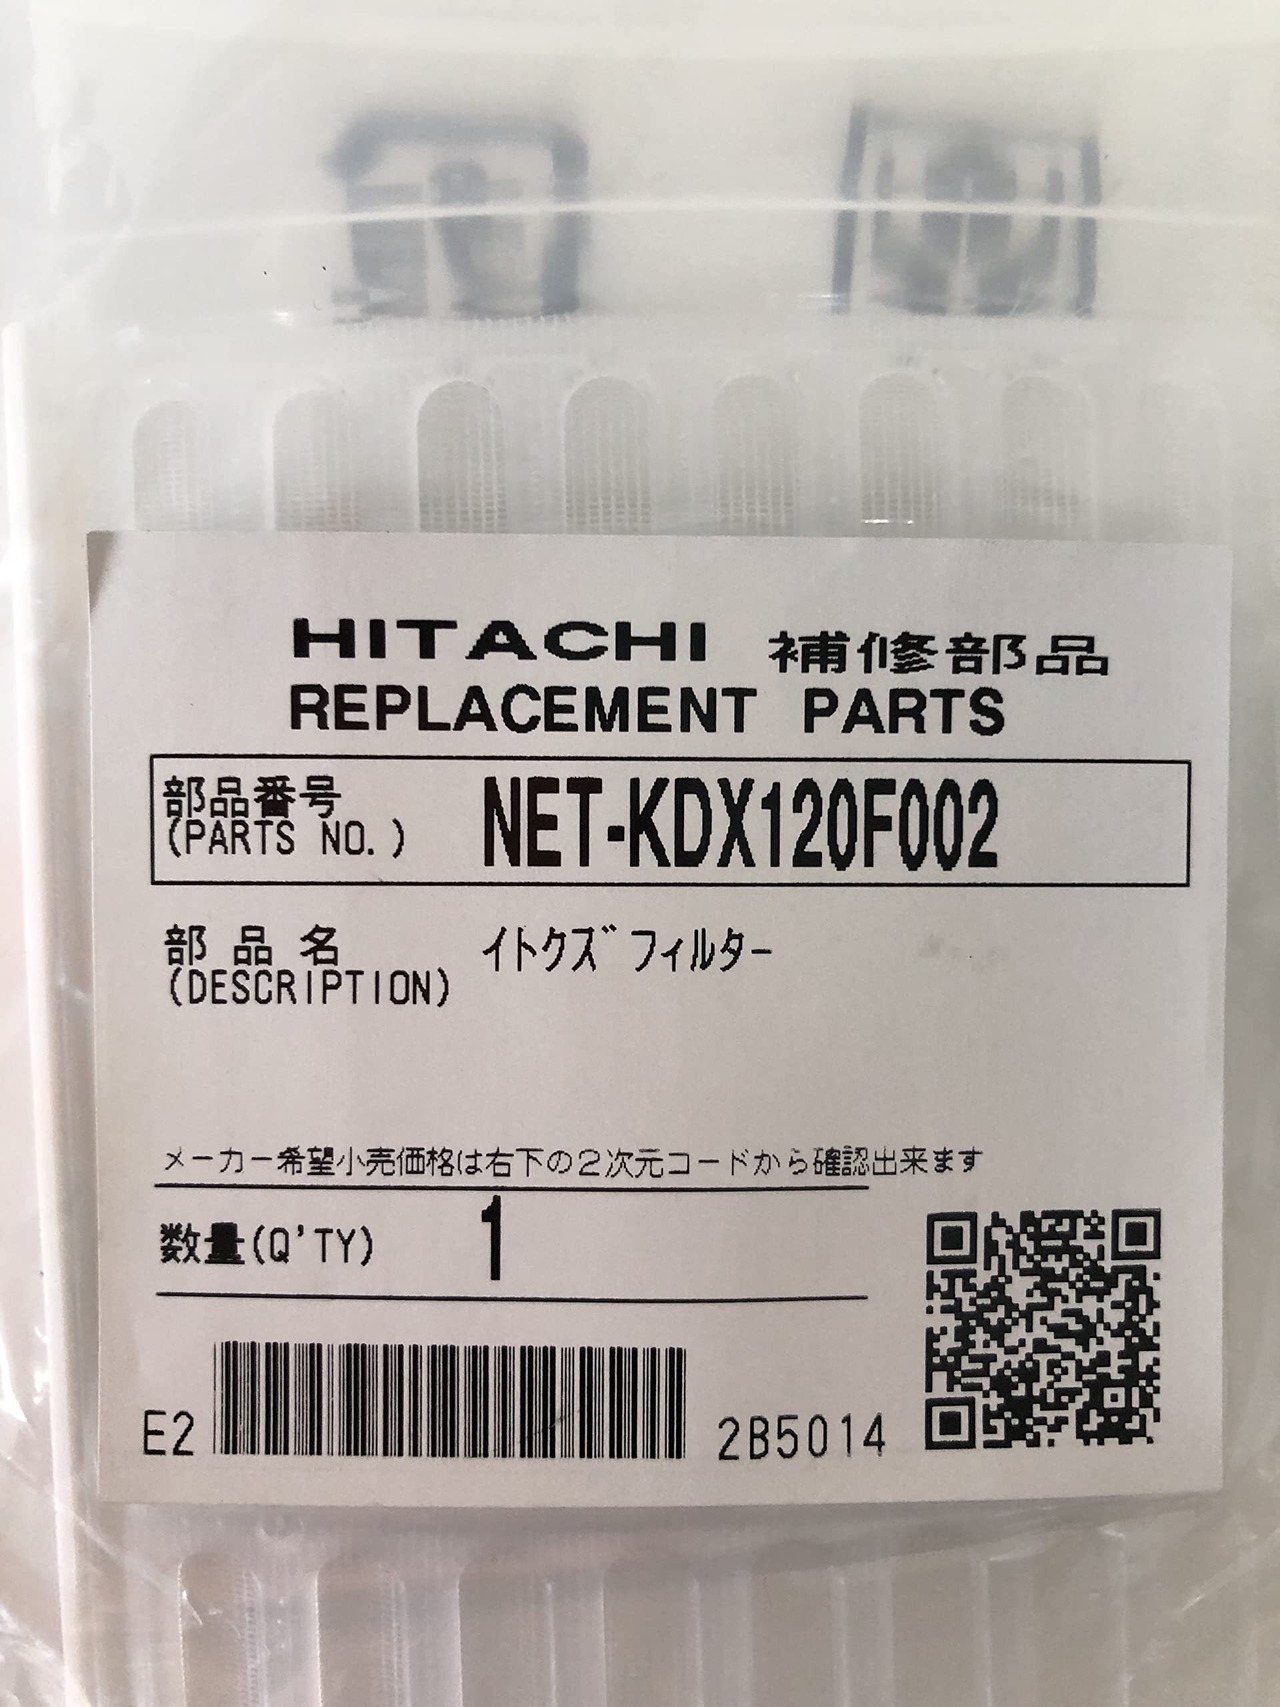 HITACHI 補修部品
REPLACEMENT PARTS
部品番号
(PARTS NO.) NET-KDX120F002
部品名 イトクズフィルター
(DESCRIPTION)
メーカー希望小売価格は右下の2次元コードから確認出来ます
数量(Q'TY) 1
E2 2B5014